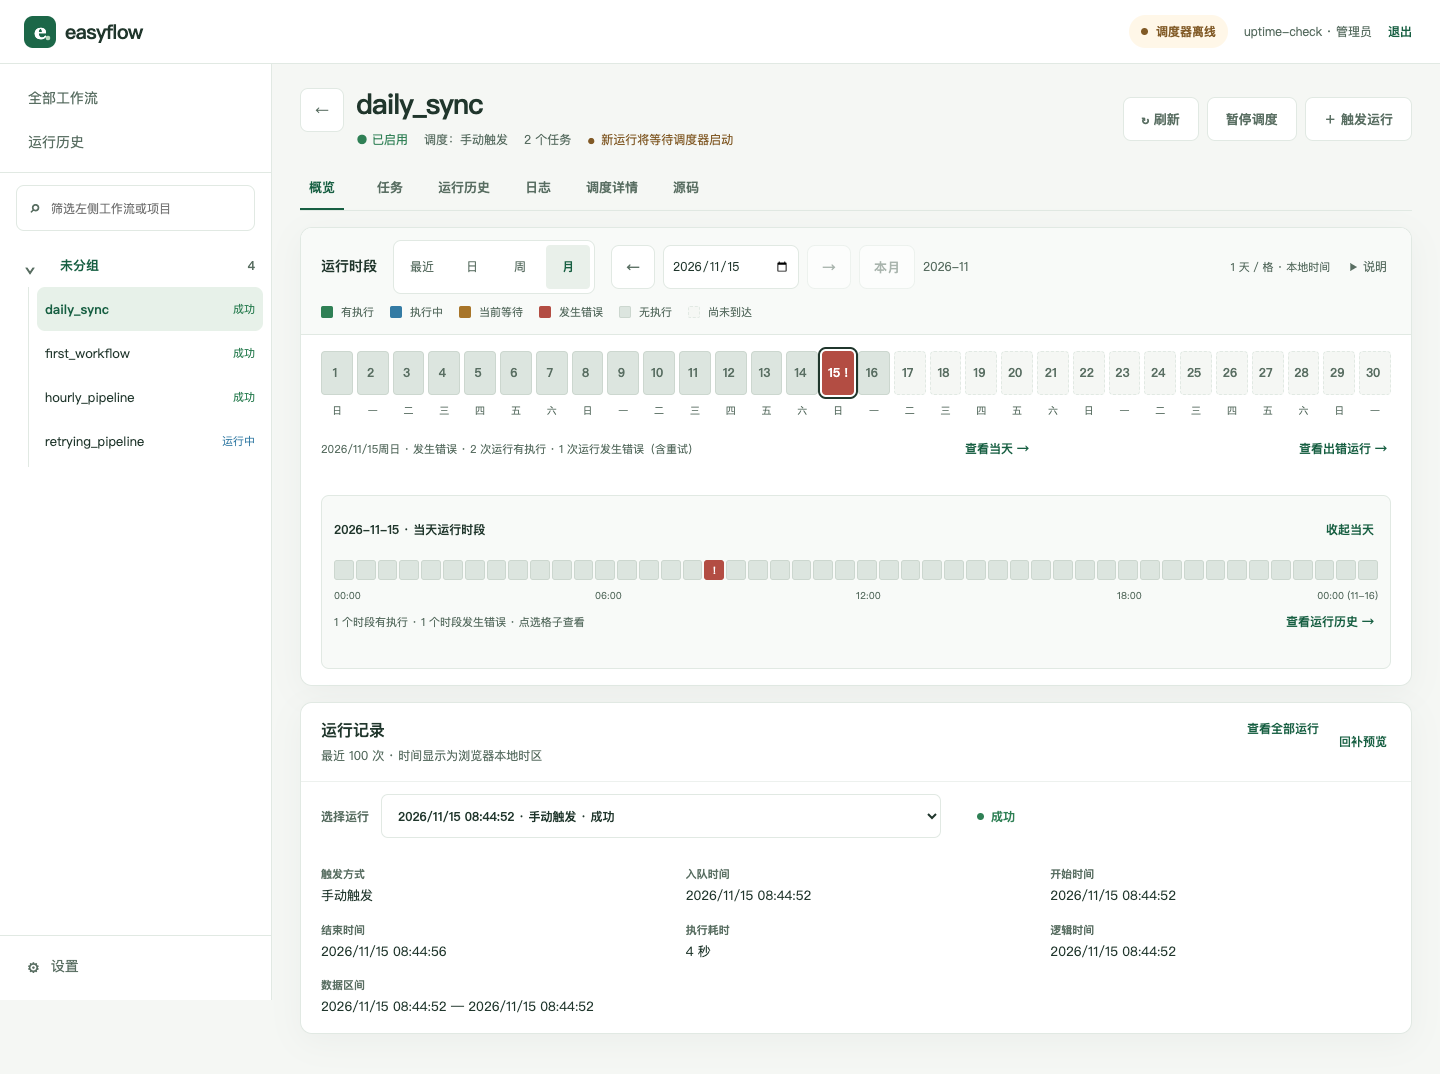 e. easyflow
调度器离线 uptime-check · 管理员 退出
全部工作流
运行历史
筛选左侧工作流或项目
未分组 4
daily_sync 成功
first_workflow 成功
hourly_pipeline 成功
retrying_pipeline 运行中
设置
← daily_sync
已启用 调度：手动触发 2 个任务 新运行将等待调度器启动
↻ 刷新 暂停调度 + 触发运行
概览 任务 运行历史 日志 调度详情 源码
运行时段 最近 日 周 月 ← 2026/11/15 → 本月 2026-11 1 天 / 格 · 本地时间 ▶ 说明
有执行 执行中 当前等待 发生错误 无执行 尚未到达
1 2 3 4 5 6 7 8 9 10 11 12 13 14 15 ! 16 17 18 19 20 21 22 23 24 25 26 27 28 29 30
日 一 二 三 四 五 六 日 一 二 三 四 五 六 日 一 二 三 四 五 六 日 一 二 三 四 五 六 日 一
2026/11/15周日 · 发生错误 · 2 次运行有执行 · 1 次运行发生错误（含重试） 查看当天 → 查看出错运行 →
2026-11-15 · 当天运行时段 收起当天
!
00:00 06:00 12:00 18:00 00:00 (11-16)
1 个时段有执行 · 1 个时段发生错误 · 点选格子查看 查看运行历史 →
运行记录 查看全部运行 回补预览
最近 100 次 · 时间显示为浏览器本地时区
选择运行 2026/11/15 08:44:52 · 手动触发 · 成功 成功
触发方式 入队时间 开始时间
手动触发 2026/11/15 08:44:52 2026/11/15 08:44:52
结束时间 执行耗时 逻辑时间
2026/11/15 08:44:56 4 秒 2026/11/15 08:44:52
数据区间
2026/11/15 08:44:52 — 2026/11/15 08:44:52